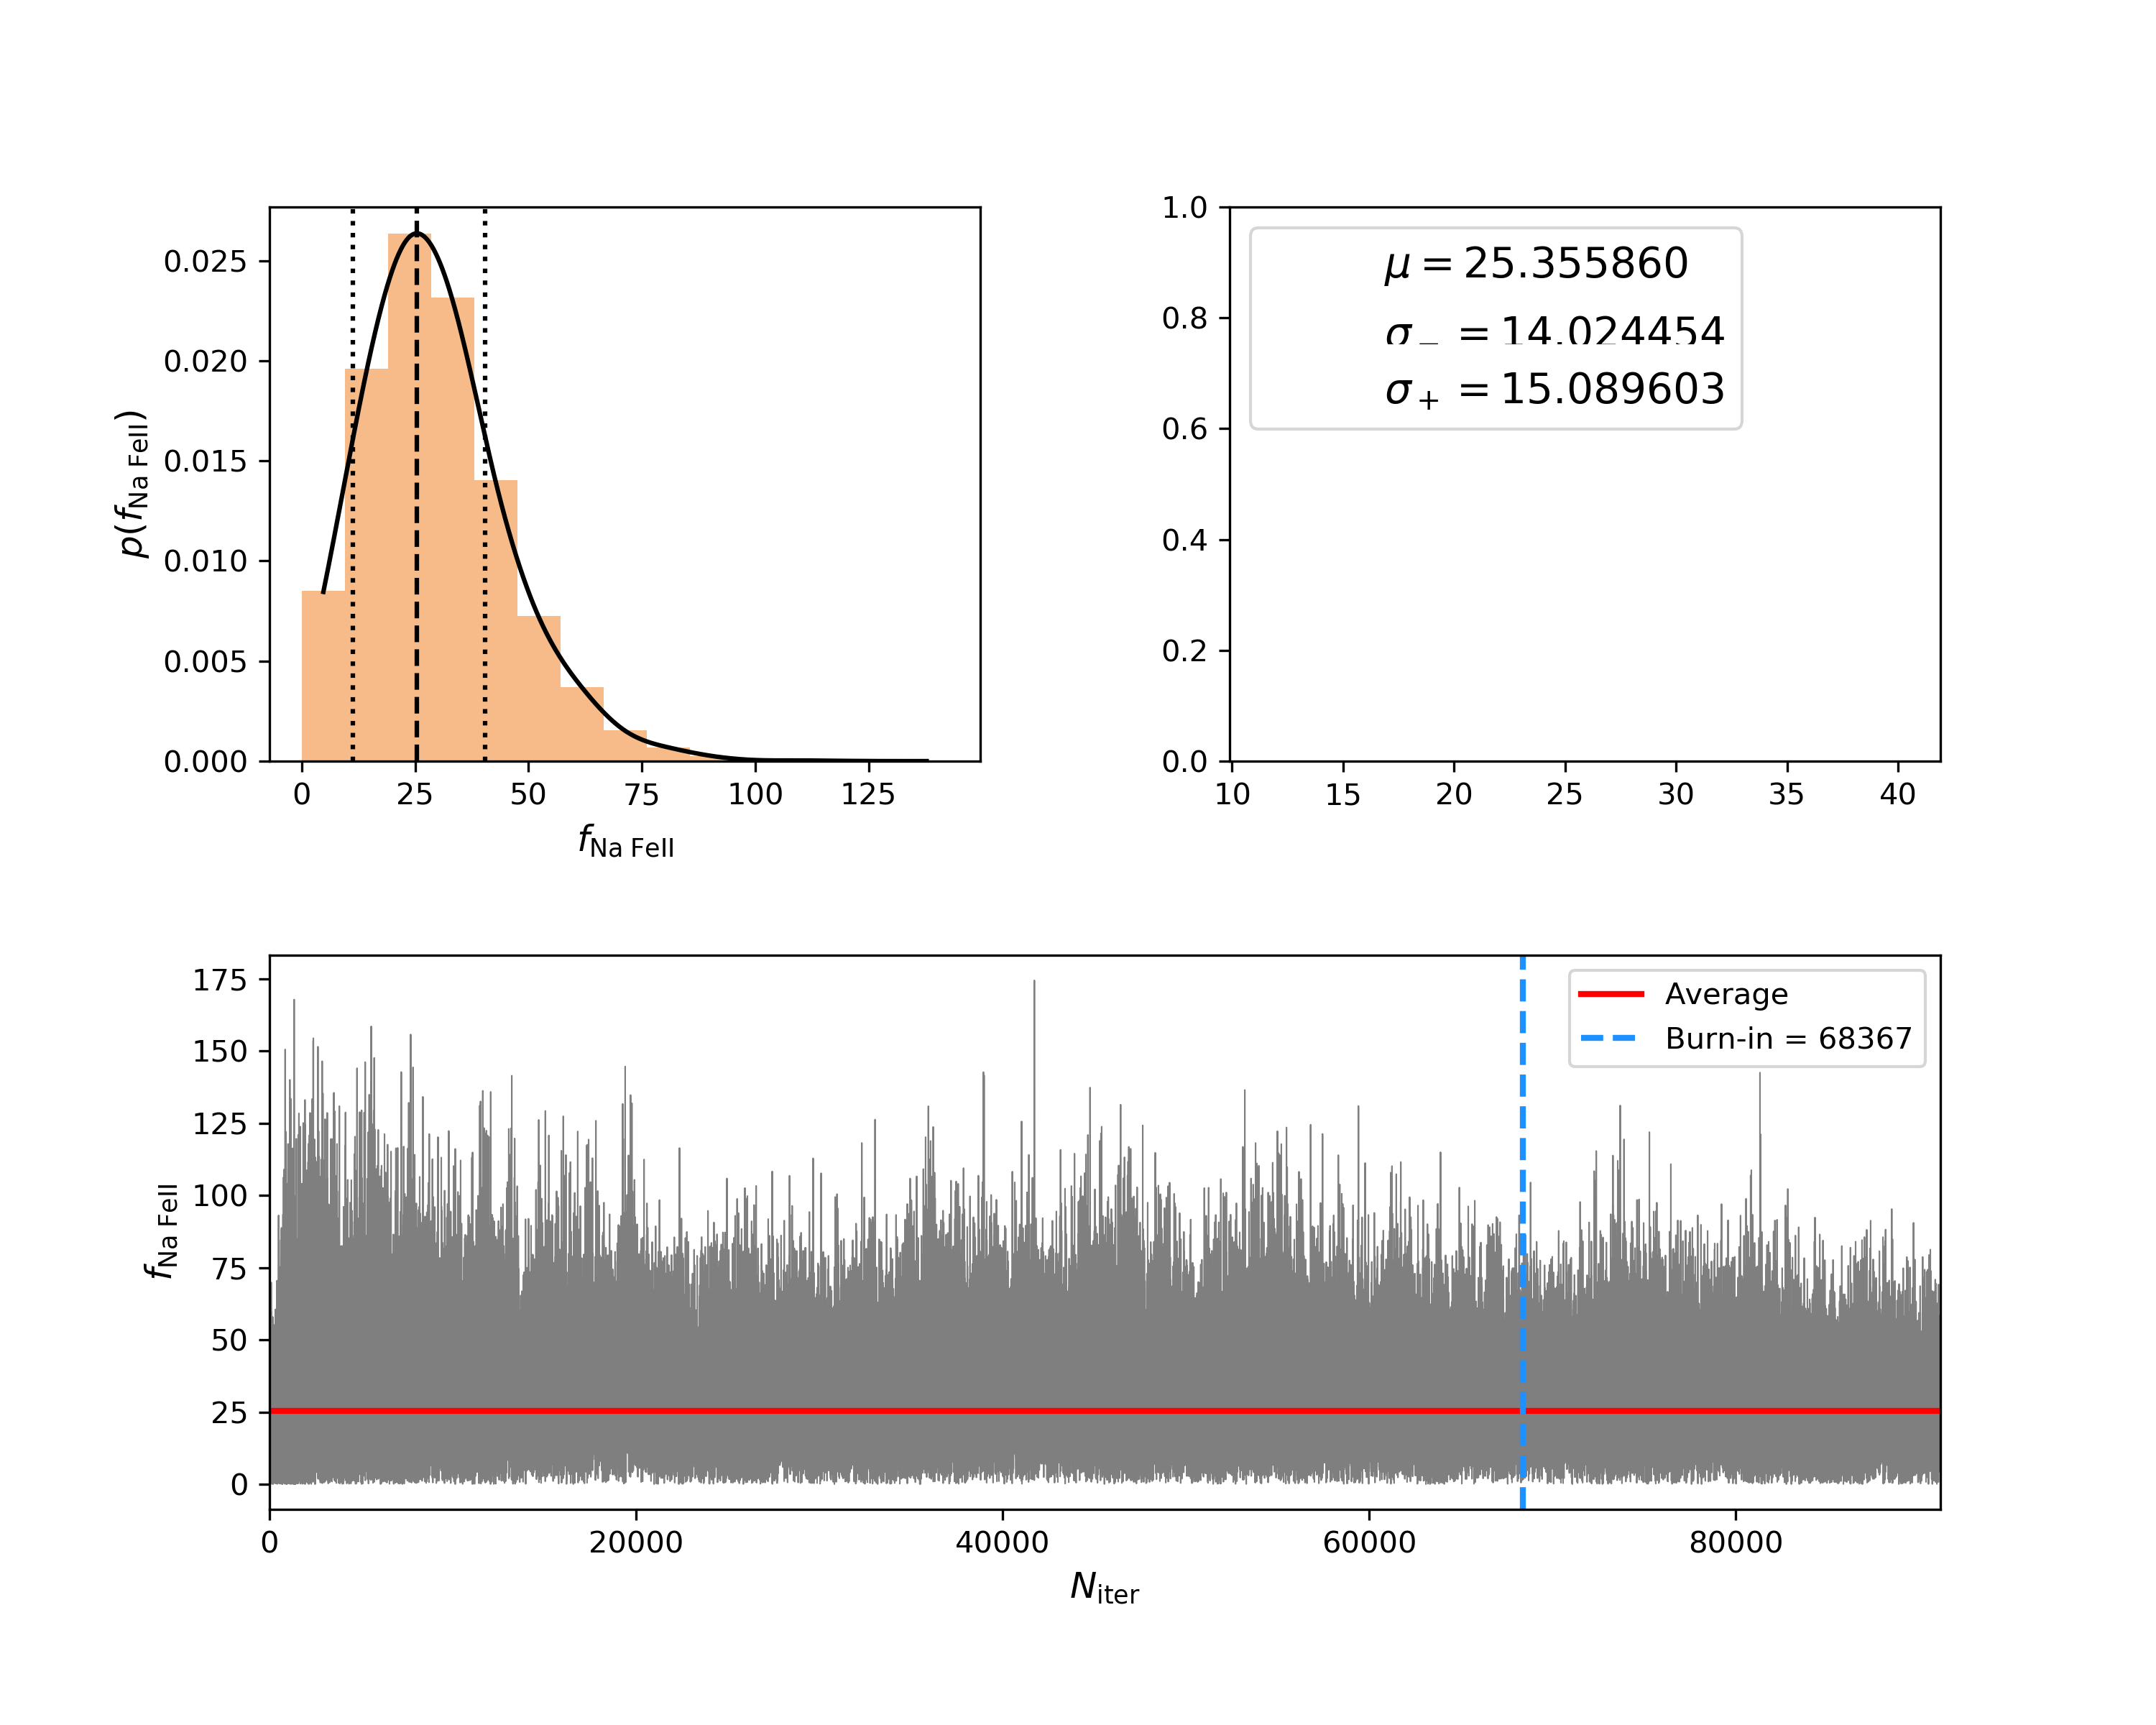 0.025
0.020
0.015
0.010
0.005
0.000
p(f_Na FeII)
0 25 50 75 100 125
f_Na FeII
1.0
0.8
0.6
0.4
0.2
0.0
μ = 25.355860
σ_− = 14.024454
σ_+ = 15.089603
10 15 20 25 30 35 40
175
150
125
100
75
50
25
0
f_Na FeII
Average
Burn-in = 68367
0 20000 40000 60000 80000
N_iter